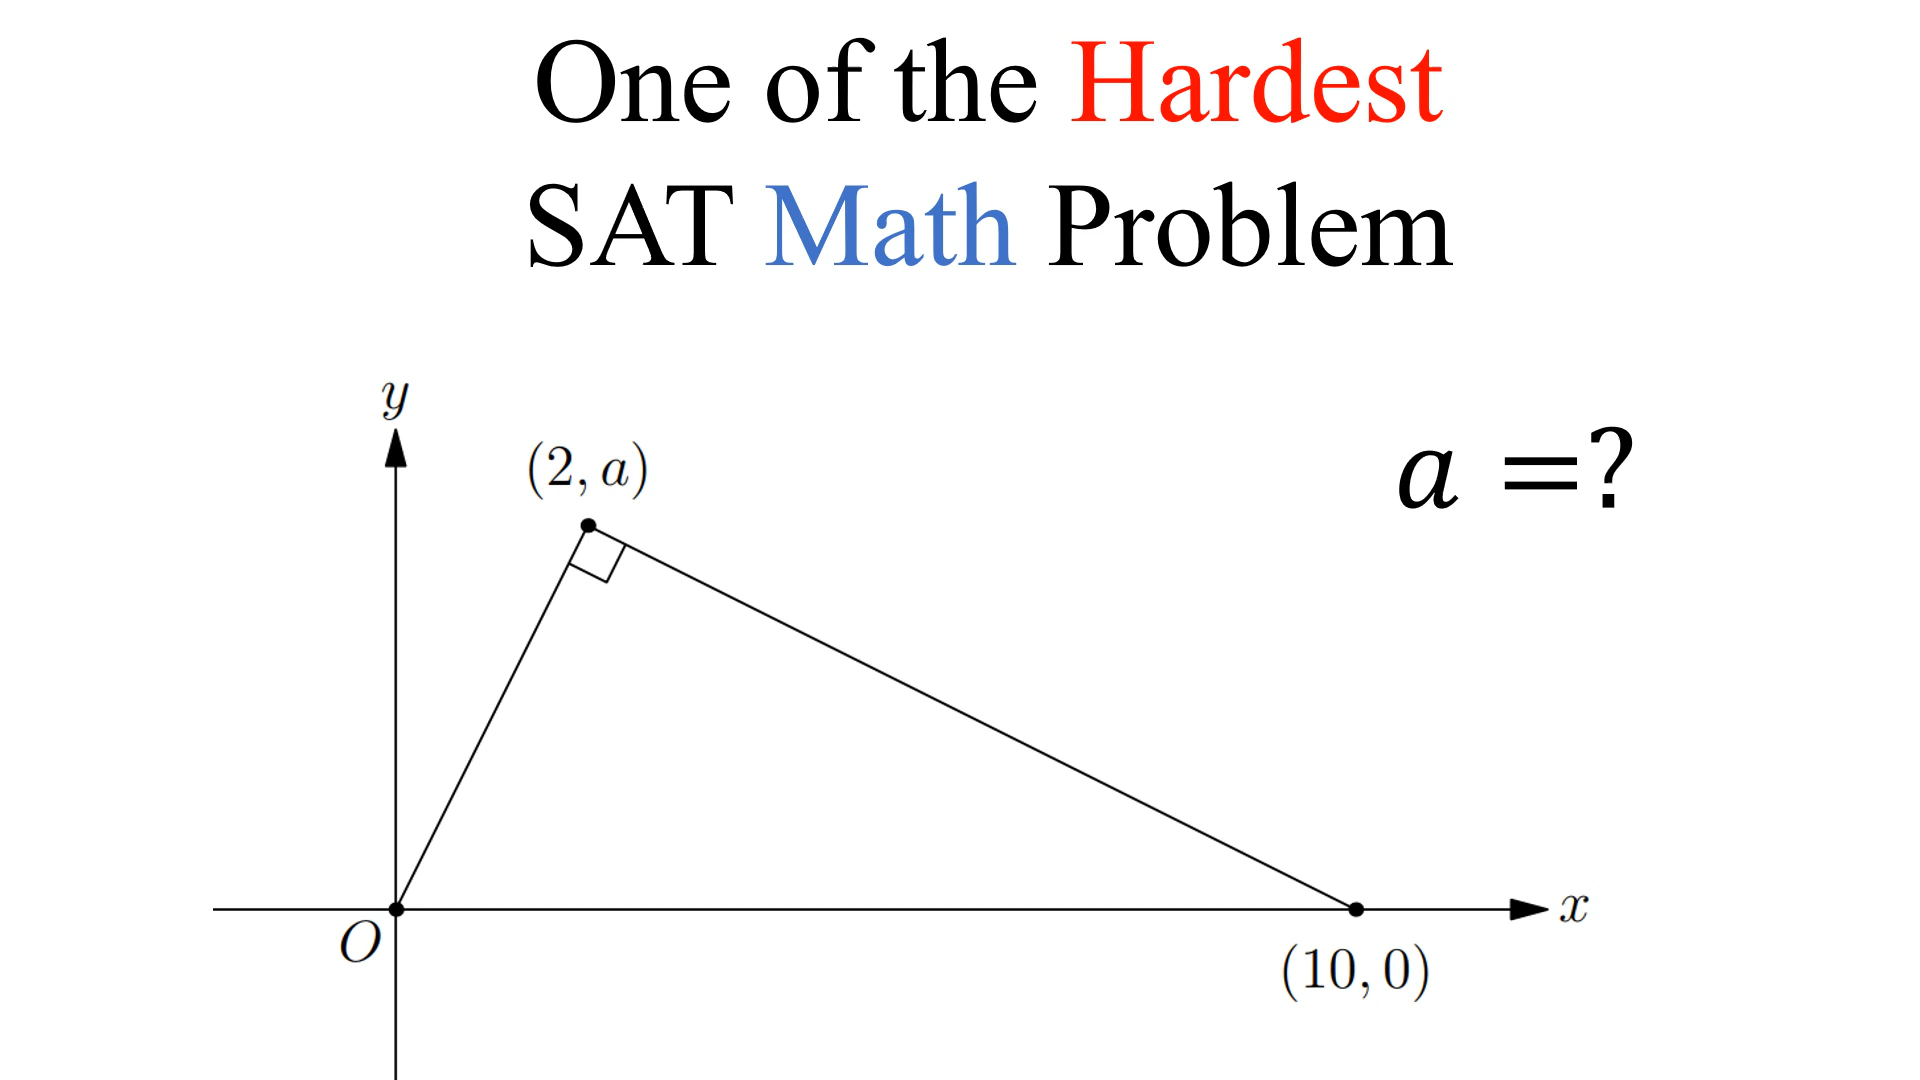 One of the Hardest
SAT Math Problem
y
(2, a)
a =?
x
O
(10, 0)